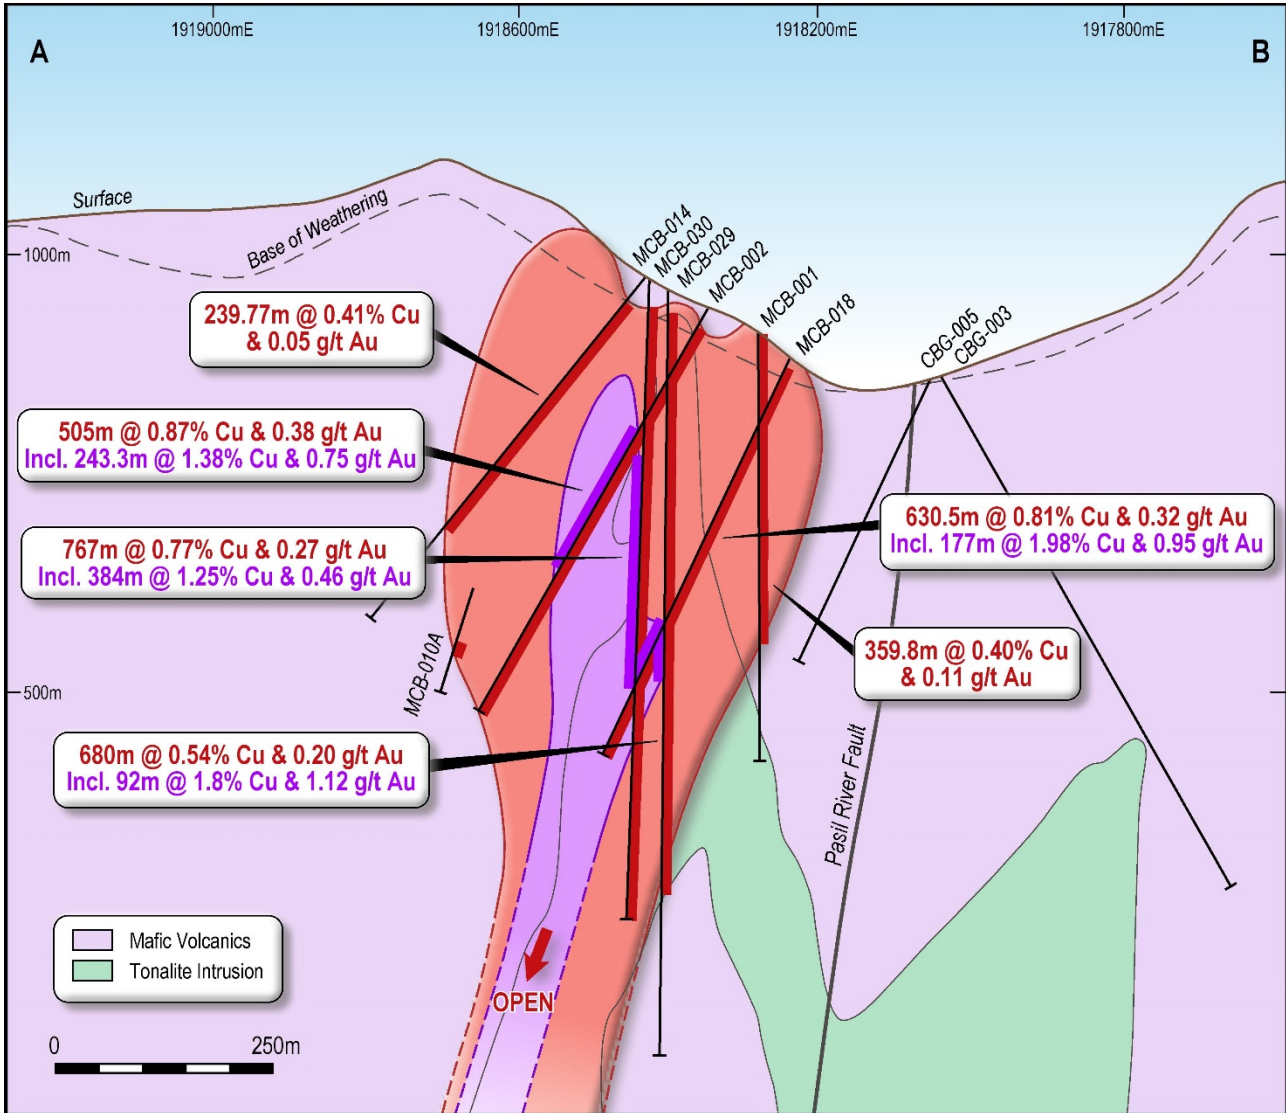 1919000mE
1918600mE
1918200mE
1917800mE
A
B
Surface
Base of Weathering
1000m
MCB-014
MCB-030
MCB-029
MCB-002
MCB-001
MCB-018
CBG-005
CBG-003
239.77m @ 0.41% Cu
& 0.05 g/t Au
505m @ 0.87% Cu & 0.38 g/t Au
Incl. 243.3m @ 1.38% Cu & 0.75 g/t Au
767m @ 0.77% Cu & 0.27 g/t Au
Incl. 384m @ 1.25% Cu & 0.46 g/t Au
630.5m @ 0.81% Cu & 0.32 g/t Au
Incl. 177m @ 1.98% Cu & 0.95 g/t Au
359.8m @ 0.40% Cu
& 0.11 g/t Au
MCB-010A
500m
680m @ 0.54% Cu & 0.20 g/t Au
Incl. 92m @ 1.8% Cu & 1.12 g/t Au
Pasil River Fault
Mafic Volcanics
Tonalite Intrusion
OPEN
0
250m